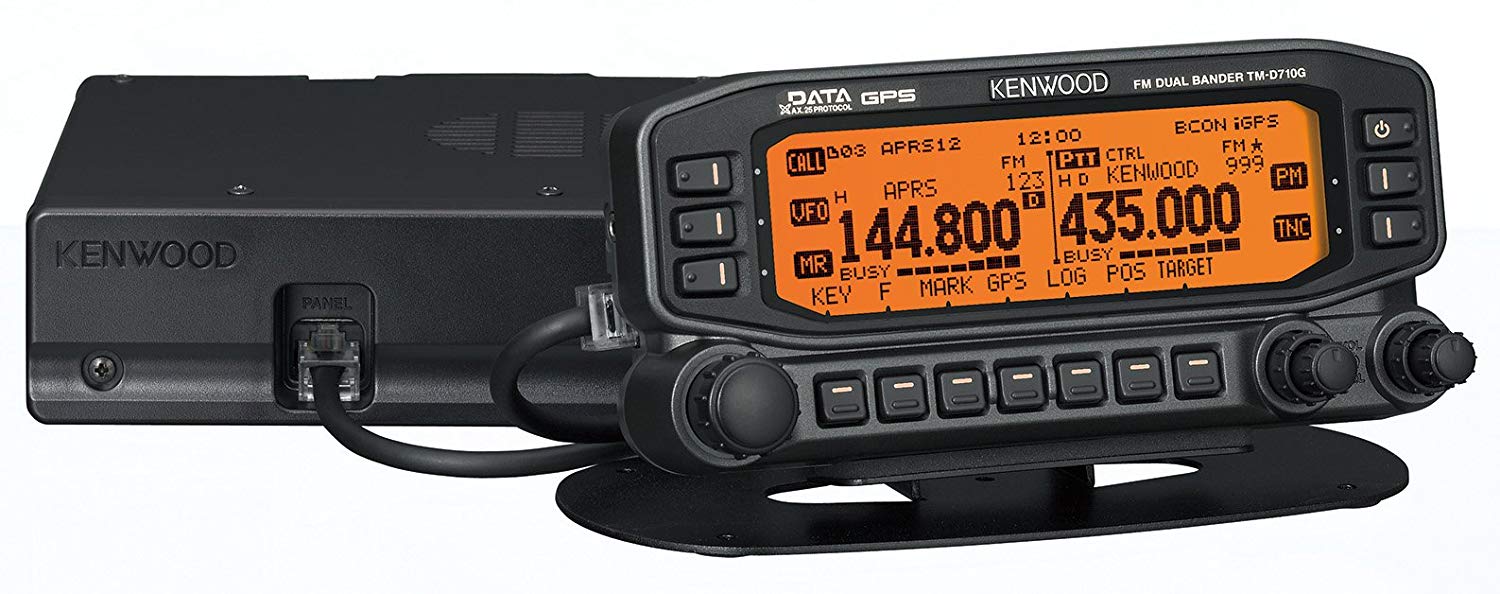 KENWOOD
PANEL
DATA GPS
AX.25 PROTOCOL
KENWOOD
FM DUAL BANDER TM-D710G
CALL 03 APRS12 12:00 BCON iGPS
FM PTT CTRL FM★
H APRS 123 D H D KENWOOD 999 PM
VFO 144.800 435.000 TNC
MR BUSY BUSY
KEY F MARK GPS LOG POS TARGET